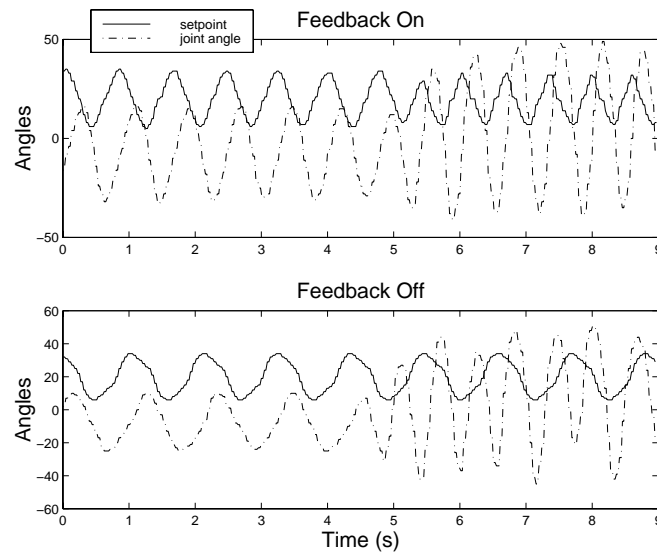 Feedback On
setpoint
joint angle
50
0
−50
Angles
0 1 2 3 4 5 6 7 8 9
Feedback Off
60
40
20
0
−20
−40
−60
Angles
0 1 2 3 4 5 6 7 8 9
Time (s)